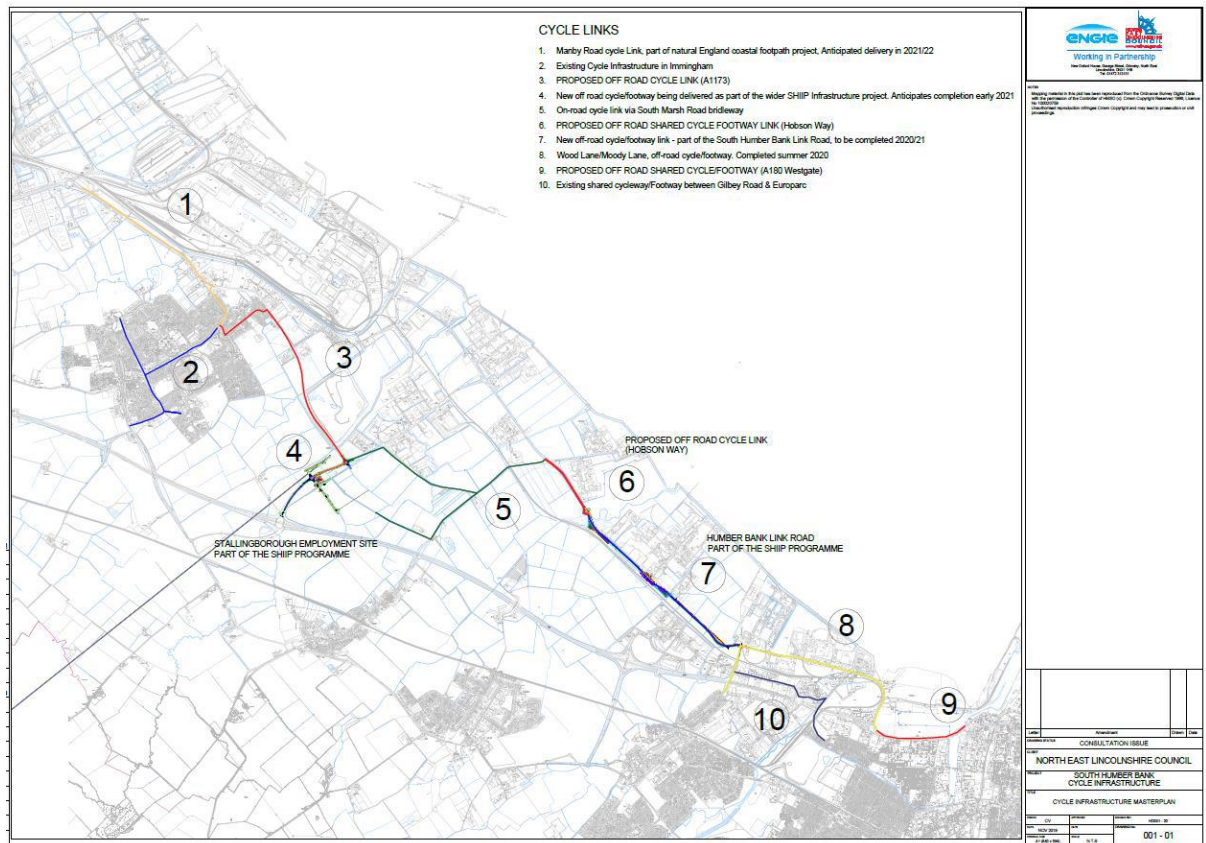 CYCLE LINKS
1. Manby Road cycle Link, part of natural England coastal footpath project, Anticipated delivery in 2021/22
2. Existing Cycle Infrastructure in Immingham
3. PROPOSED OFF ROAD CYCLE LINK (A1173)
4. New off road cycle/footway being delivered as part of the wider SHIIP Infrastructure project. Anticipates completion early 2021
5. On-road cycle link via South Marsh Road bridleway
6. PROPOSED OFF ROAD SHARED CYCLE FOOTWAY LINK (Hobson Way)
7. New off-road cycle/footway link - part of the South Humber Bank Link Road, to be completed 2020/21
8. Wood Lane/Moody Lane, off-road cycle/footway. Completed summer 2020
9. PROPOSED OFF ROAD SHARED CYCLE/FOOTWAY (A180 Westgate)
10. Existing shared cycleway/Footway between Gilbey Road & Europarc
1
2
3
4
5
PROPOSED OFF ROAD CYCLE LINK
(HOBSON WAY)
6
STALLINGBOROUGH EMPLOYMENT SITE
PART OF THE SHIIP PROGRAMME
HUMBER BANK LINK ROAD
PART OF THE SHIIP PROGRAMME
7
8
9
10
ENGIE
COUNCIL
Working in Partnership
Letter Amendment Drawn Date
CONSULTATION ISSUE
NORTH EAST LINCOLNSHIRE COUNCIL
SOUTH HUMBER BANK
CYCLE INFRASTRUCTURE
CYCLE INFRASTRUCTURE MASTERPLAN
CV
NOV 2019
N.T.S
001 - 01